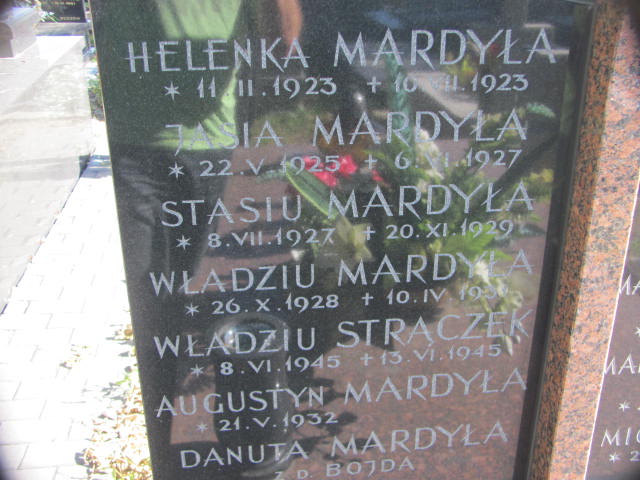 HELENKA MARDYŁA
* 11.II.1923 + 10.VII.1923
JASIA MARDYŁA
* 22.V.1925 + 6.VI.1927
STASIU MARDYŁA
* 8.VII.1927 + 20.XI.1929
WŁADZIU MARDYŁA
* 26.X.1928 + 10.IV
WŁADZIU STRĄCZEK
* 8.VI.1945 + 13.VI.1945
AUGUSTYN MARDYŁA
* 21.V.1932
DANUTA MARDYŁA
Z D. BOJDA